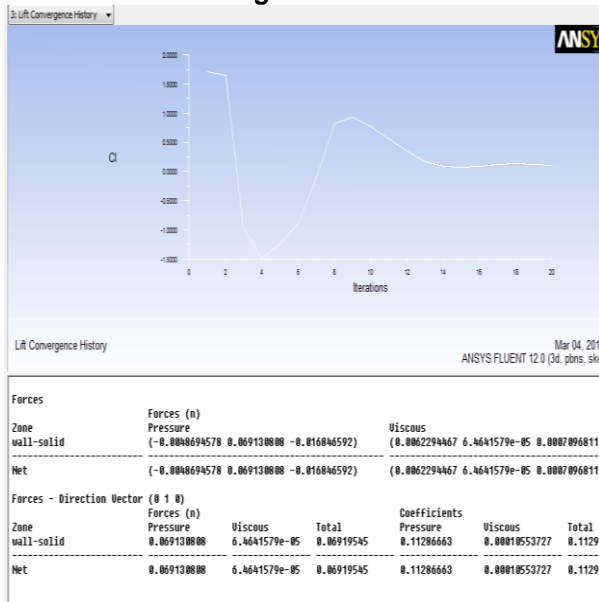 3: Lift Convergence History
ANSY
2.0000
1.5000
1.0000
0.5000
0.0000
-0.5000
-1.0000
-1.5000
Cl
0 2 4 6 8 10 12 14 16 18 20
Iterations
Lift Convergence History
Mar 04, 201
ANSYS FLUENT 12.0 (3d, pbns, ske
Forces
Forces (n)
Zone Pressure Viscous
wall-solid (-0.0048694578 0.069130808 -0.016846592) (0.0062294467 6.4641579e-05 0.0007096811
Net (-0.0048694578 0.069130808 -0.016846592) (0.0062294467 6.4641579e-05 0.0007096811
Forces - Direction Vector (0 1 0)
Forces (n) Coefficients
Zone Pressure Viscous Total Pressure Viscous Total
wall-solid 0.069130808 6.4641579e-05 0.06919545 0.11286663 0.00010553727 0.1129
Net 0.069130808 6.4641579e-05 0.06919545 0.11286663 0.00010553727 0.1129